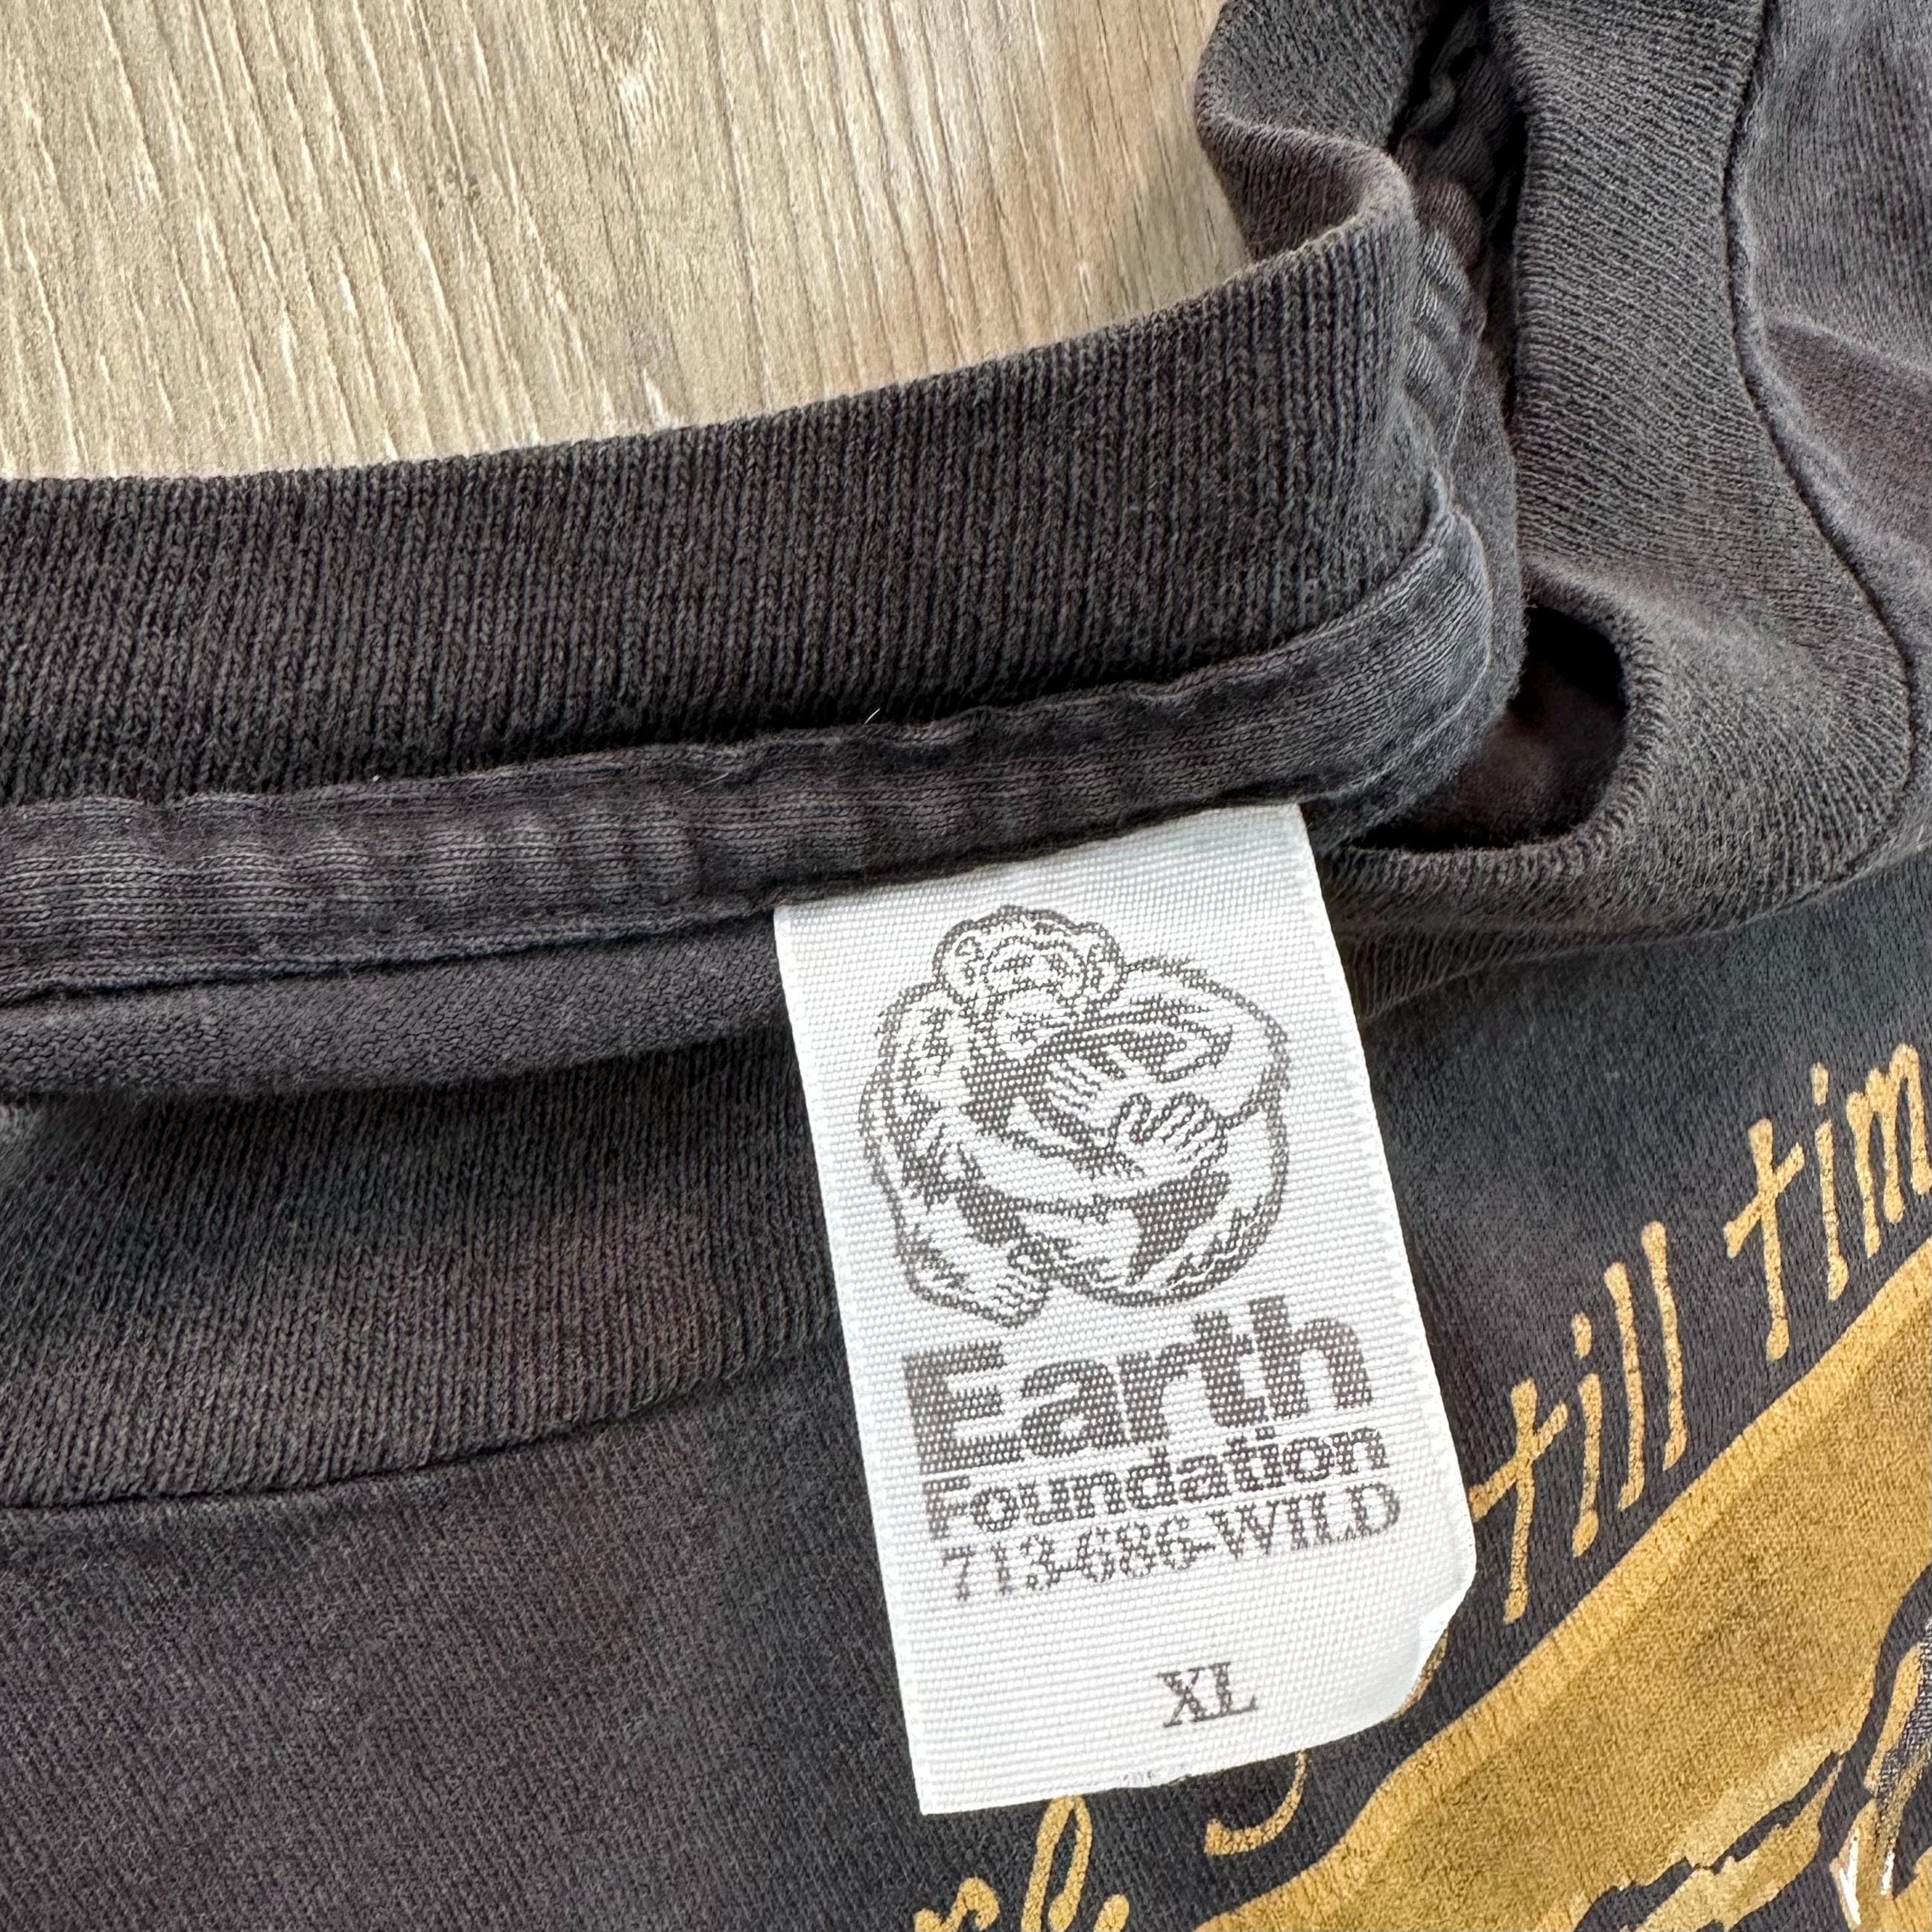 Earth
Foundation
713-686-WILD
XL
till tim